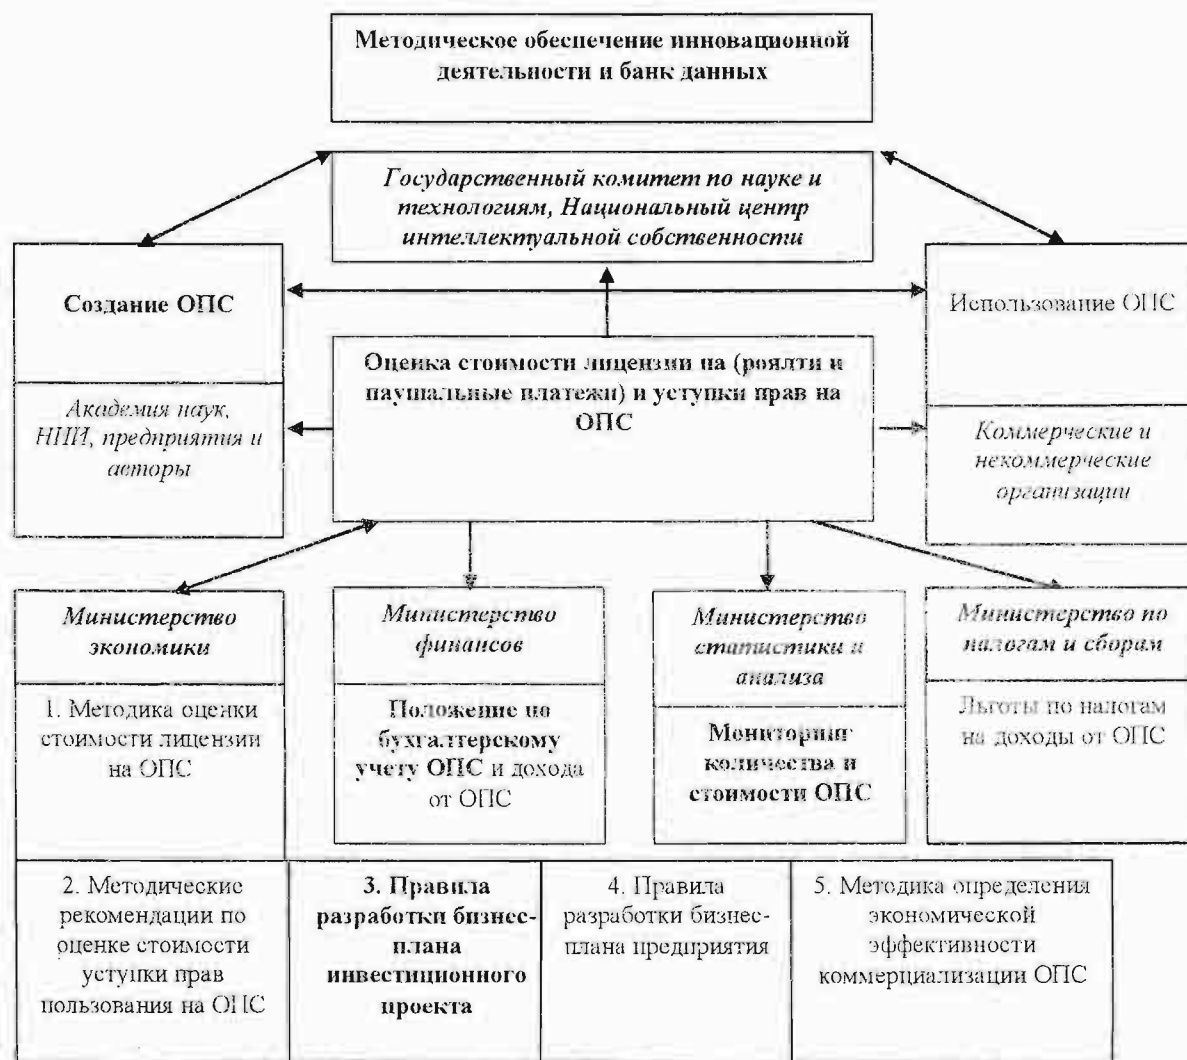 Методическое обеспечение инновационной
деятельности и банк данных
Государственный комитет по науке и
технологиям, Национальный центр
интеллектуальной собственности
Создание ОПС
Использование ОПС
Оценка стоимости лицензии на (роялти и
паушальные платежи) и уступки прав на
ОПС
Академия наук,
НИИ, предприятия и
авторы
Коммерческие и
некоммерческие
организации
Министерство
экономики
Министерство
финансов
Министерство
статистики и
анализа
Министерство по
налогам и сборам
1. Методика оценки
стоимости лицензии
на ОПС
Положение по
бухгалтерскому
учету ОПС и дохода
от ОПС
Мониторинг
количества и
стоимости ОПС
Льготы по налогам
на доходы от ОПС
2. Методические
рекомендации по
оценке стоимости
уступки прав
пользования на ОПС
3. Правила
разработки бизнес-
плана
инвестиционного
проекта
4. Правила
разработки бизнес-
плана предприятия
5. Методика определения
экономической
эффективности
коммерциализации ОПС